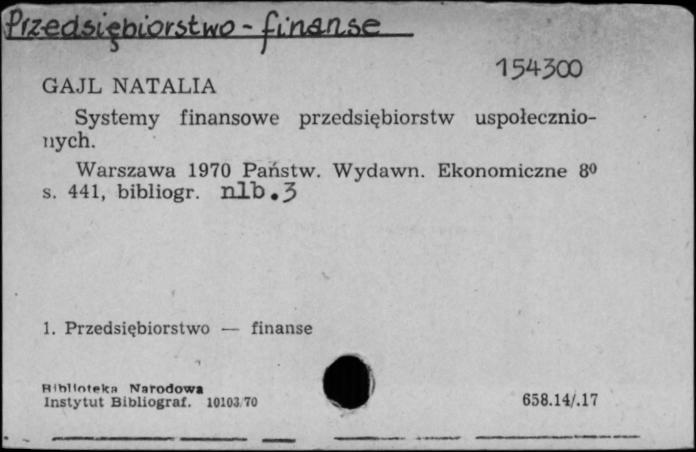 Przedsiębiorstwo - finanse
154300
GAJL NATALIA
Systemy finansowe przedsiębiorstw uspołecznio-
nych.
Warszawa 1970 Państw. Wydawn. Ekonomiczne 8⁰
s. 441, bibliogr. nlb. 3
1. Przedsiębiorstwo — finanse
Biblioteka Narodowa
Instytut Bibliograf. 10103/70
658.14/.17